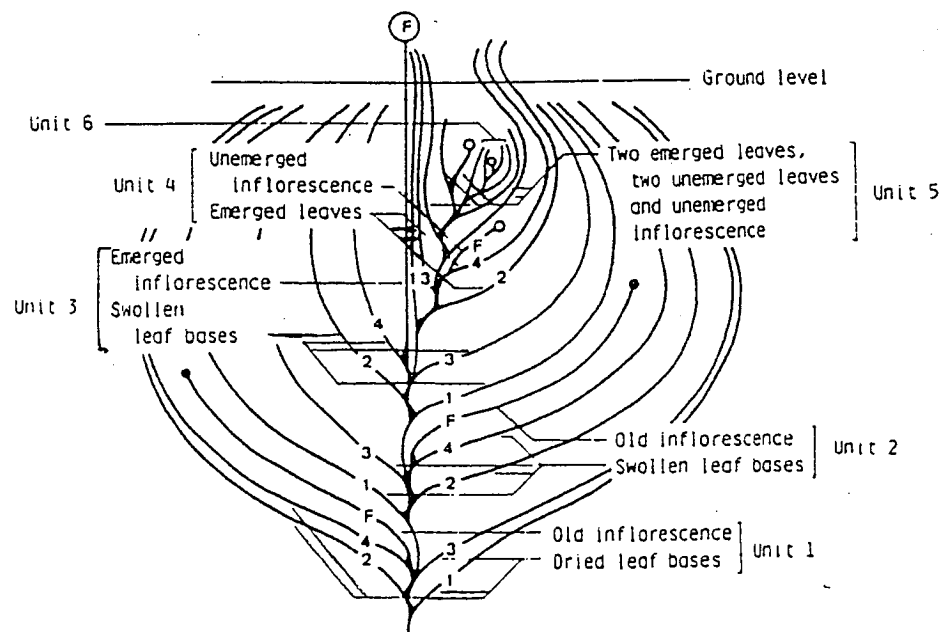 F
Ground level
Unit 6
Unit 4
Unemerged
inflorescence
Emerged leaves
Two emerged leaves,
two unemerged leaves
and unemerged
inflorescence
Unit 5
Unit 3
Emerged
inflorescence
Swollen
leaf bases
F
4
1 3
2
4
2
3
1
F
4
3
2
1
Old inflorescence
Swollen leaf bases
Unit 2
F
4
2
3
1
Old inflorescence
Dried leaf bases
Unit 1